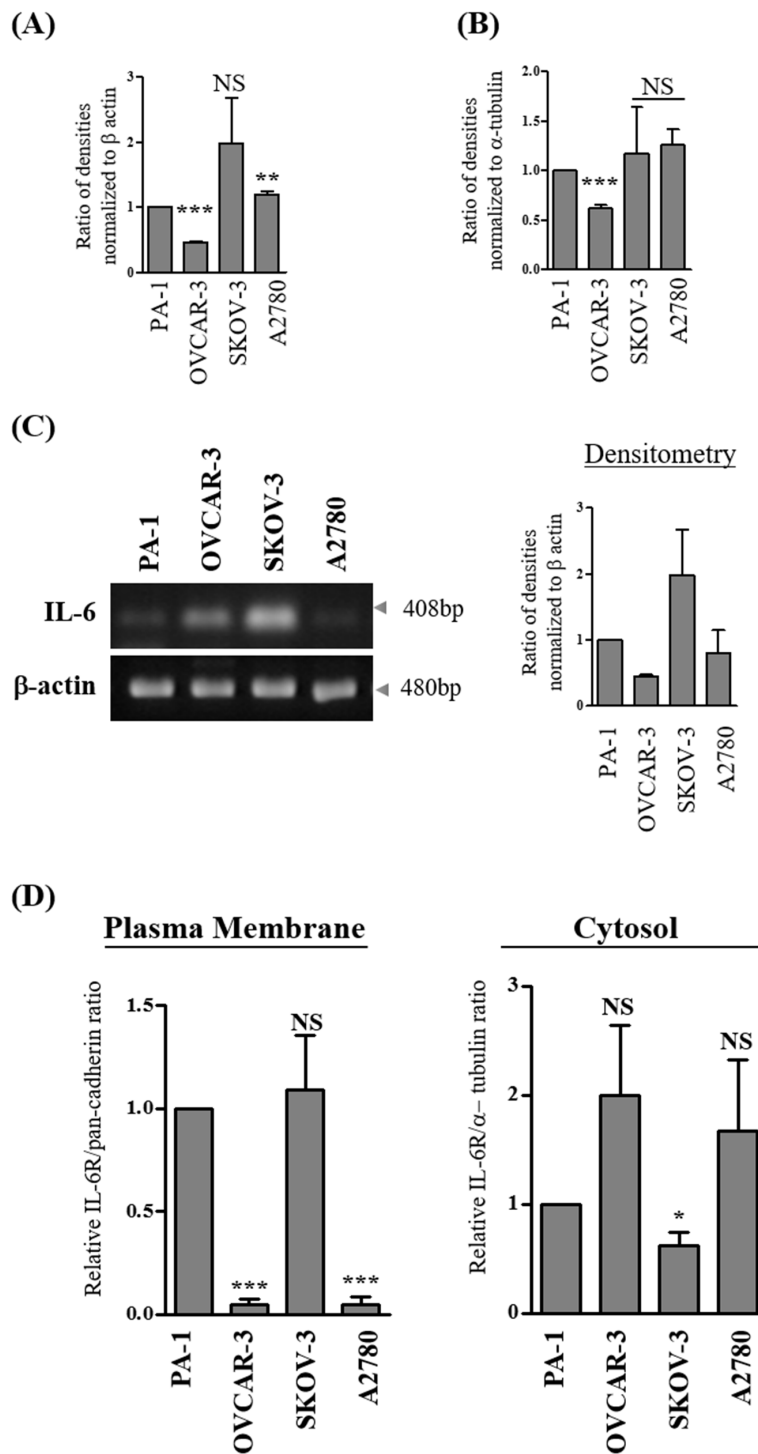 (A)
Ratio of densities
normalized to β actin
3
2
1
0
NS
***
**
PA-1
OVCAR-3
SKOV-3
A2780
(B)
Ratio of densities
normalized to α-tubulin
2.0
1.5
1.0
0.5
0.0
NS
***
PA-1
OVCAR-3
SKOV-3
A2780
(C)
PA-1
OVCAR-3
SKOV-3
A2780
IL-6
408bp
β-actin
480bp
Densitometry
Ratio of densities
normalized to β actin
3
2
1
0
PA-1
OVCAR-3
SKOV-3
A2780
(D)
Plasma Membrane
Relative IL-6R/pan-cadherin ratio
1.5
1.0
0.5
0.0
NS
***
***
PA-1
OVCAR-3
SKOV-3
A2780
Cytosol
Relative IL-6R/α– tubulin ratio
3
2
1
0
NS
*
NS
PA-1
OVCAR-3
SKOV-3
A2780